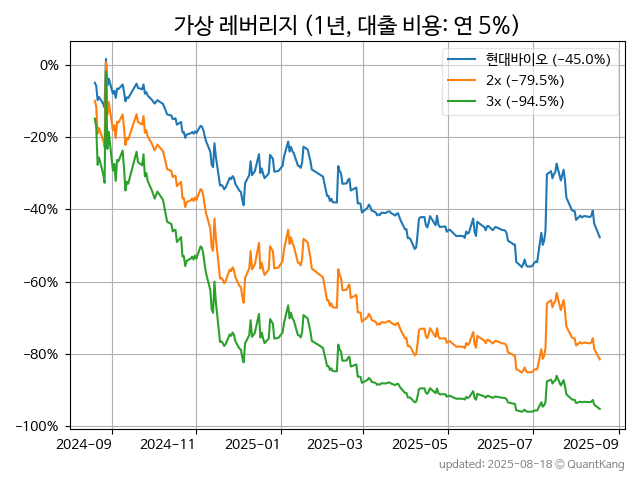 가상 레버리지 (1년, 대출 비용: 연 5%)
현대바이오 (−45.0%)
2x (−79.5%)
3x (−94.5%)
0%
−20%
−40%
−60%
−80%
−100%
2024-09 2024-11 2025-01 2025-03 2025-05 2025-07 2025-09
updated: 2025-08-18 © QuantKang